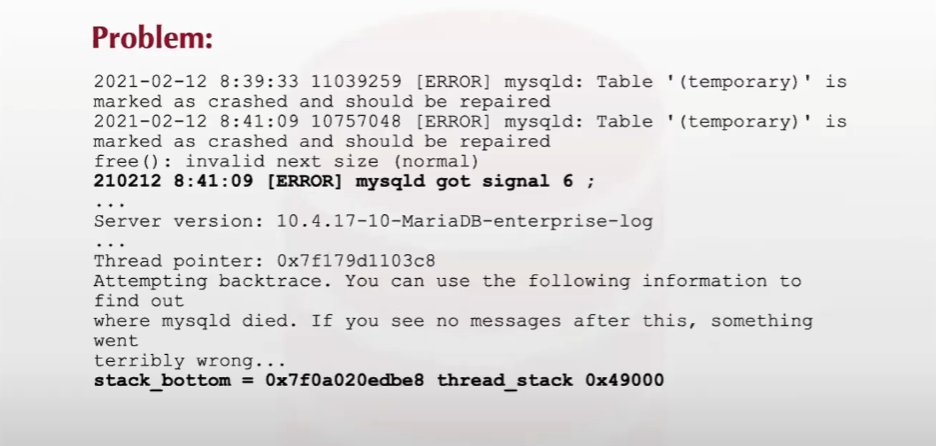 Problem:
2021-02-12 8:39:33 11039259 [ERROR] mysqld: Table '(temporary)' is
marked as crashed and should be repaired
2021-02-12 8:41:09 10757048 [ERROR] mysqld: Table '(temporary)' is
marked as crashed and should be repaired
free(): invalid next size (normal)
210212 8:41:09 [ERROR] mysqld got signal 6 ;
...
Server version: 10.4.17-10-MariaDB-enterprise-log
...
Thread pointer: 0x7f179d1103c8
Attempting backtrace. You can use the following information to
find out
where mysqld died. If you see no messages after this, something
went
terribly wrong...
stack_bottom = 0x7f0a020edbe8 thread_stack 0x49000